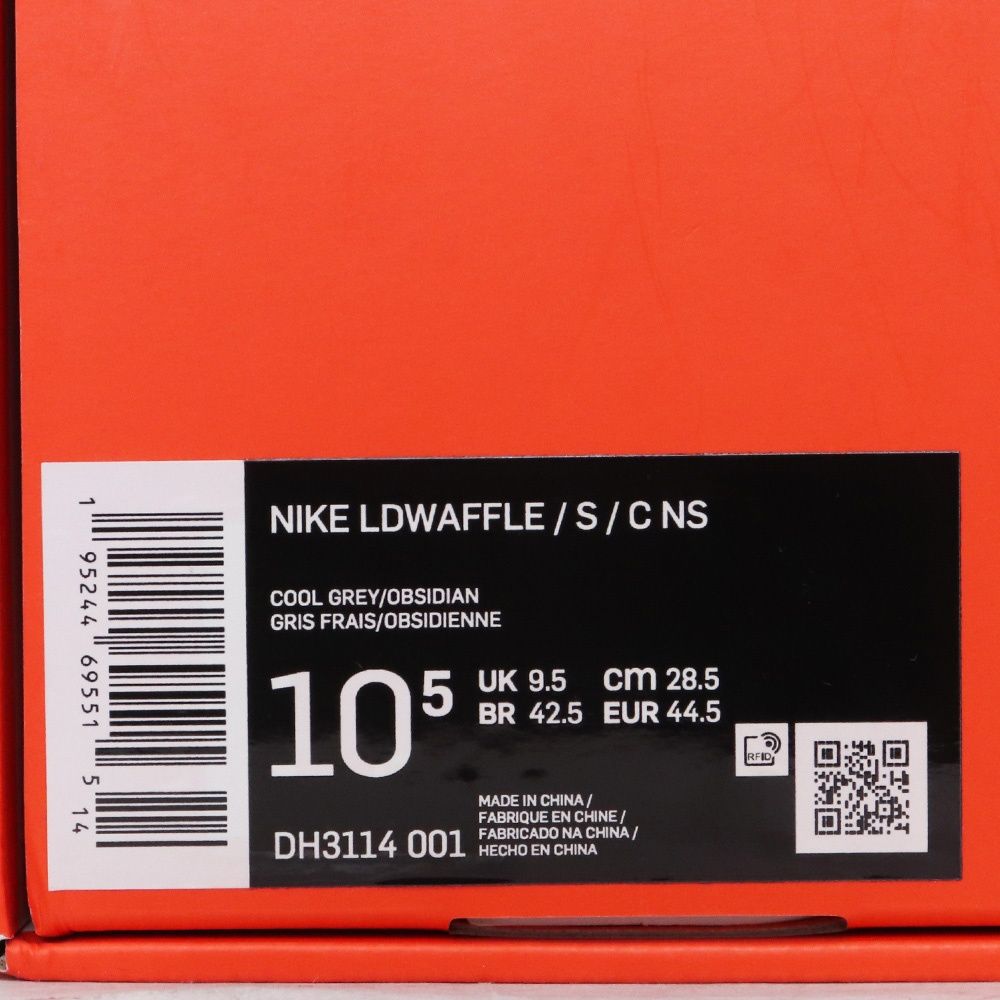 1 95244 69551 5 14
NIKE LDWAFFLE / S / C NS
COOL GREY/OBSIDIAN
GRIS FRAIS/OBSIDIENNE
10 5
UK 9.5 CM 28.5
BR 42.5 EUR 44.5
RFID
DH3114 001
MADE IN CHINA /
FABRIQUE EN CHINE /
FABRICADO NA CHINA /
HECHO EN CHINA